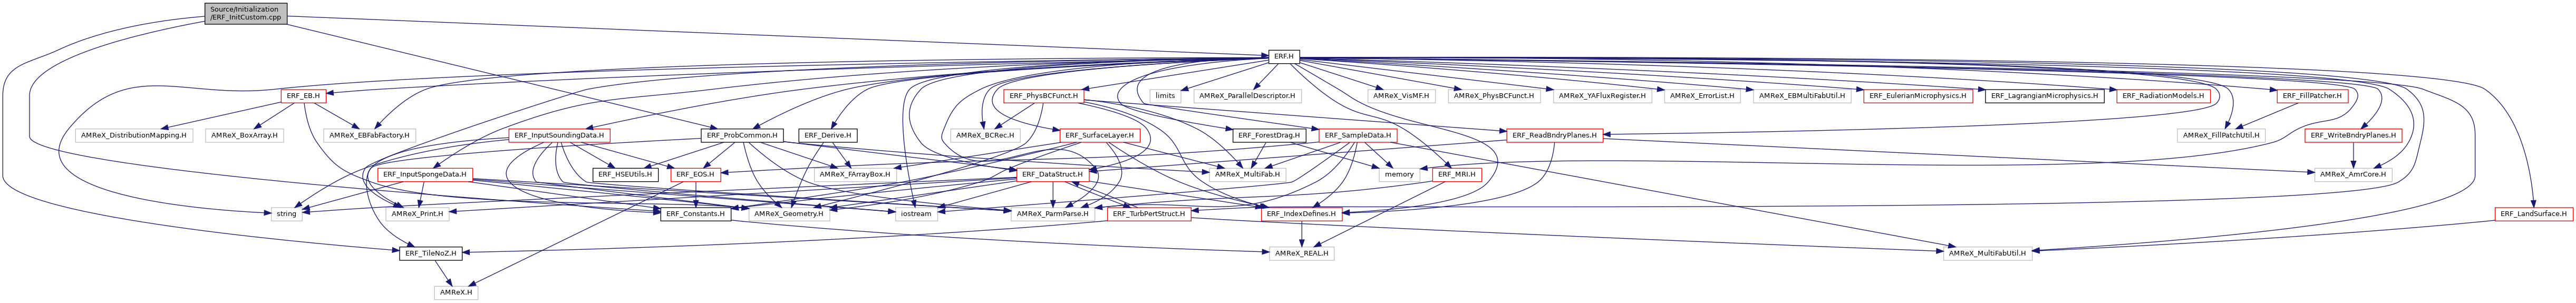 Source/Initialization
/ERF_InitCustom.cpp
ERF.H
ERF_EB.H
ERF_PhysBCFunct.H
limits
AMReX_ParallelDescriptor.H
AMReX_VisMF.H
AMReX_PhysBCFunct.H
AMReX_YAFluxRegister.H
AMReX_ErrorList.H
AMReX_EBMultiFabUtil.H
ERF_EulerianMicrophysics.H
ERF_LagrangianMicrophysics.H
ERF_RadiationModels.H
ERF_FillPatcher.H
AMReX_DistributionMapping.H
AMReX_BoxArray.H
AMReX_EBFabFactory.H
ERF_InputSoundingData.H
ERF_ProbCommon.H
ERF_Derive.H
AMReX_BCRec.H
ERF_SurfaceLayer.H
ERF_ForestDrag.H
ERF_SampleData.H
ERF_ReadBndryPlanes.H
AMReX_FillPatchUtil.H
ERF_WriteBndryPlanes.H
ERF_InputSpongeData.H
ERF_HSEUtils.H
ERF_EOS.H
AMReX_FArrayBox.H
ERF_DataStruct.H
AMReX_MultiFab.H
memory
ERF_MRI.H
AMReX_AmrCore.H
string
AMReX_Print.H
ERF_Constants.H
AMReX_Geometry.H
iostream
AMReX_ParmParse.H
ERF_TurbPertStruct.H
ERF_IndexDefines.H
ERF_LandSurface.H
ERF_TileNoZ.H
AMReX_REAL.H
AMReX_MultiFabUtil.H
AMReX.H